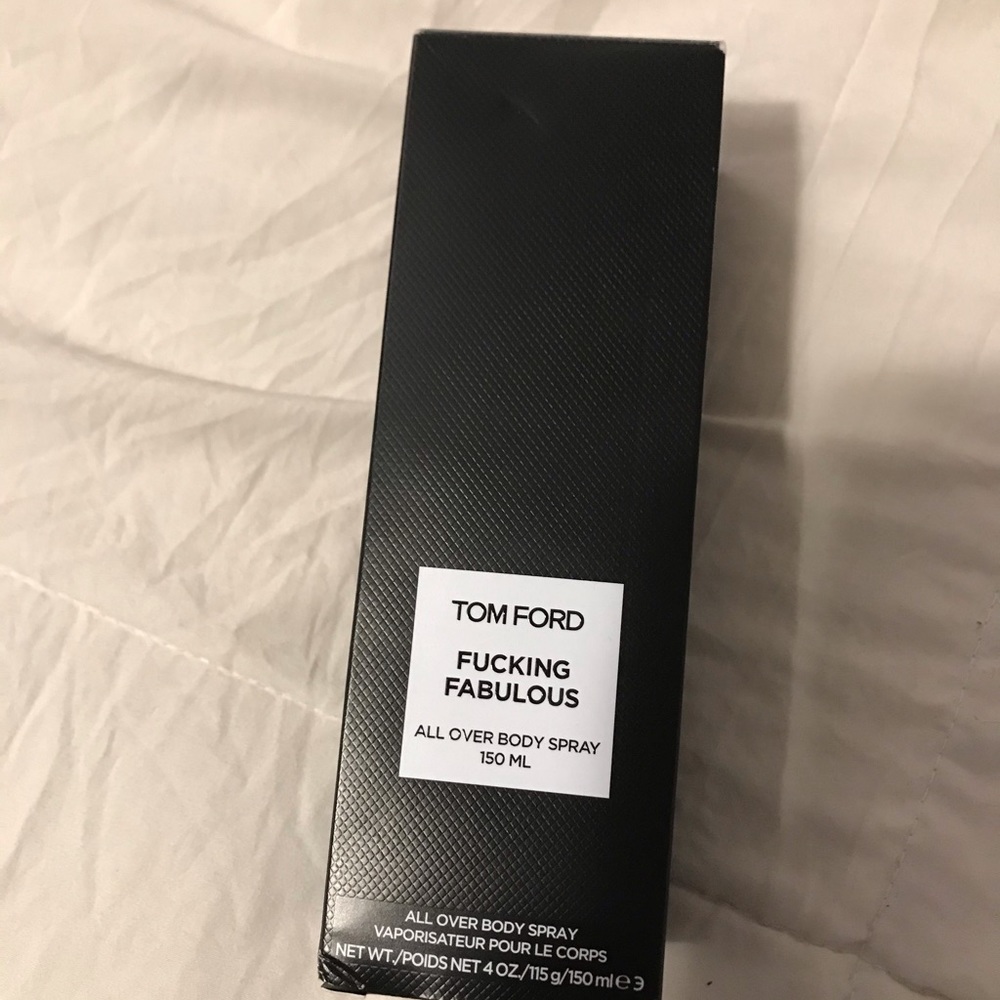 TOM FORD
FUCKING
FABULOUS
ALL OVER BODY SPRAY
150 ML
ALL OVER BODY SPRAY
VAPORISATEUR POUR LE CORPS
NET WT./POIDS NET 4 OZ./115 g/150 ml ℮ э